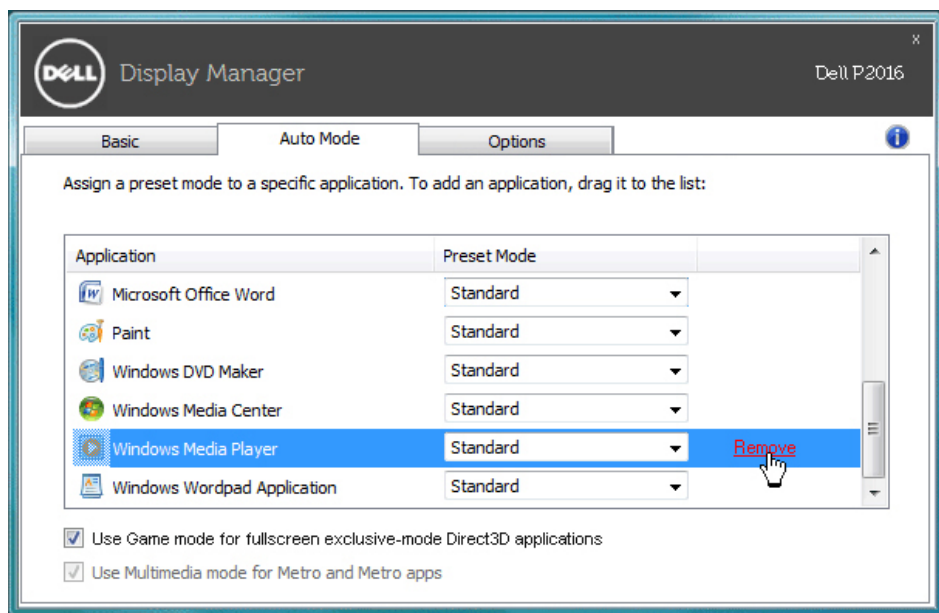 x
DELL Display Manager Dell P2016
Basic Auto Mode Options
Assign a preset mode to a specific application. To add an application, drag it to the list:
Application Preset Mode
Microsoft Office Word Standard
Paint Standard
Windows DVD Maker Standard
Windows Media Center Standard
Windows Media Player Standard Remove
Windows Wordpad Application Standard
Use Game mode for fullscreen exclusive-mode Direct3D applications
Use Multimedia mode for Metro and Metro apps